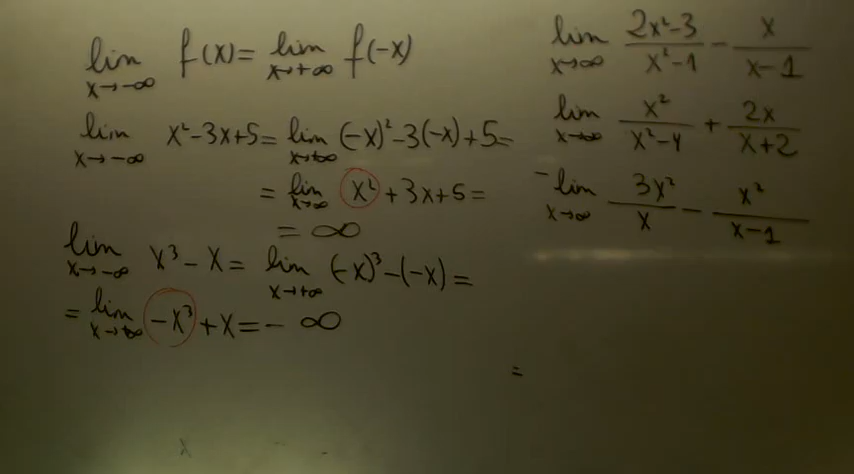 lim x→-∞ f(x) = lim x→+∞ f(-x)
lim x→-∞ x²-3x+5 = lim x→+∞ (-x)²-3(-x)+5 =
= lim x→∞ x²+3x+5 =
= ∞
lim x→-∞ x³-x = lim x→+∞ (-x)³-(-x) =
= lim x→+∞ -x³+x = -∞
lim x→∞ (2x²-3)/(x²-1) - x/(x-1)
lim x→∞ x²/(x²-4) + 2x/(x+2)
lim x→∞ 3x²/x - x²/(x-1)
=